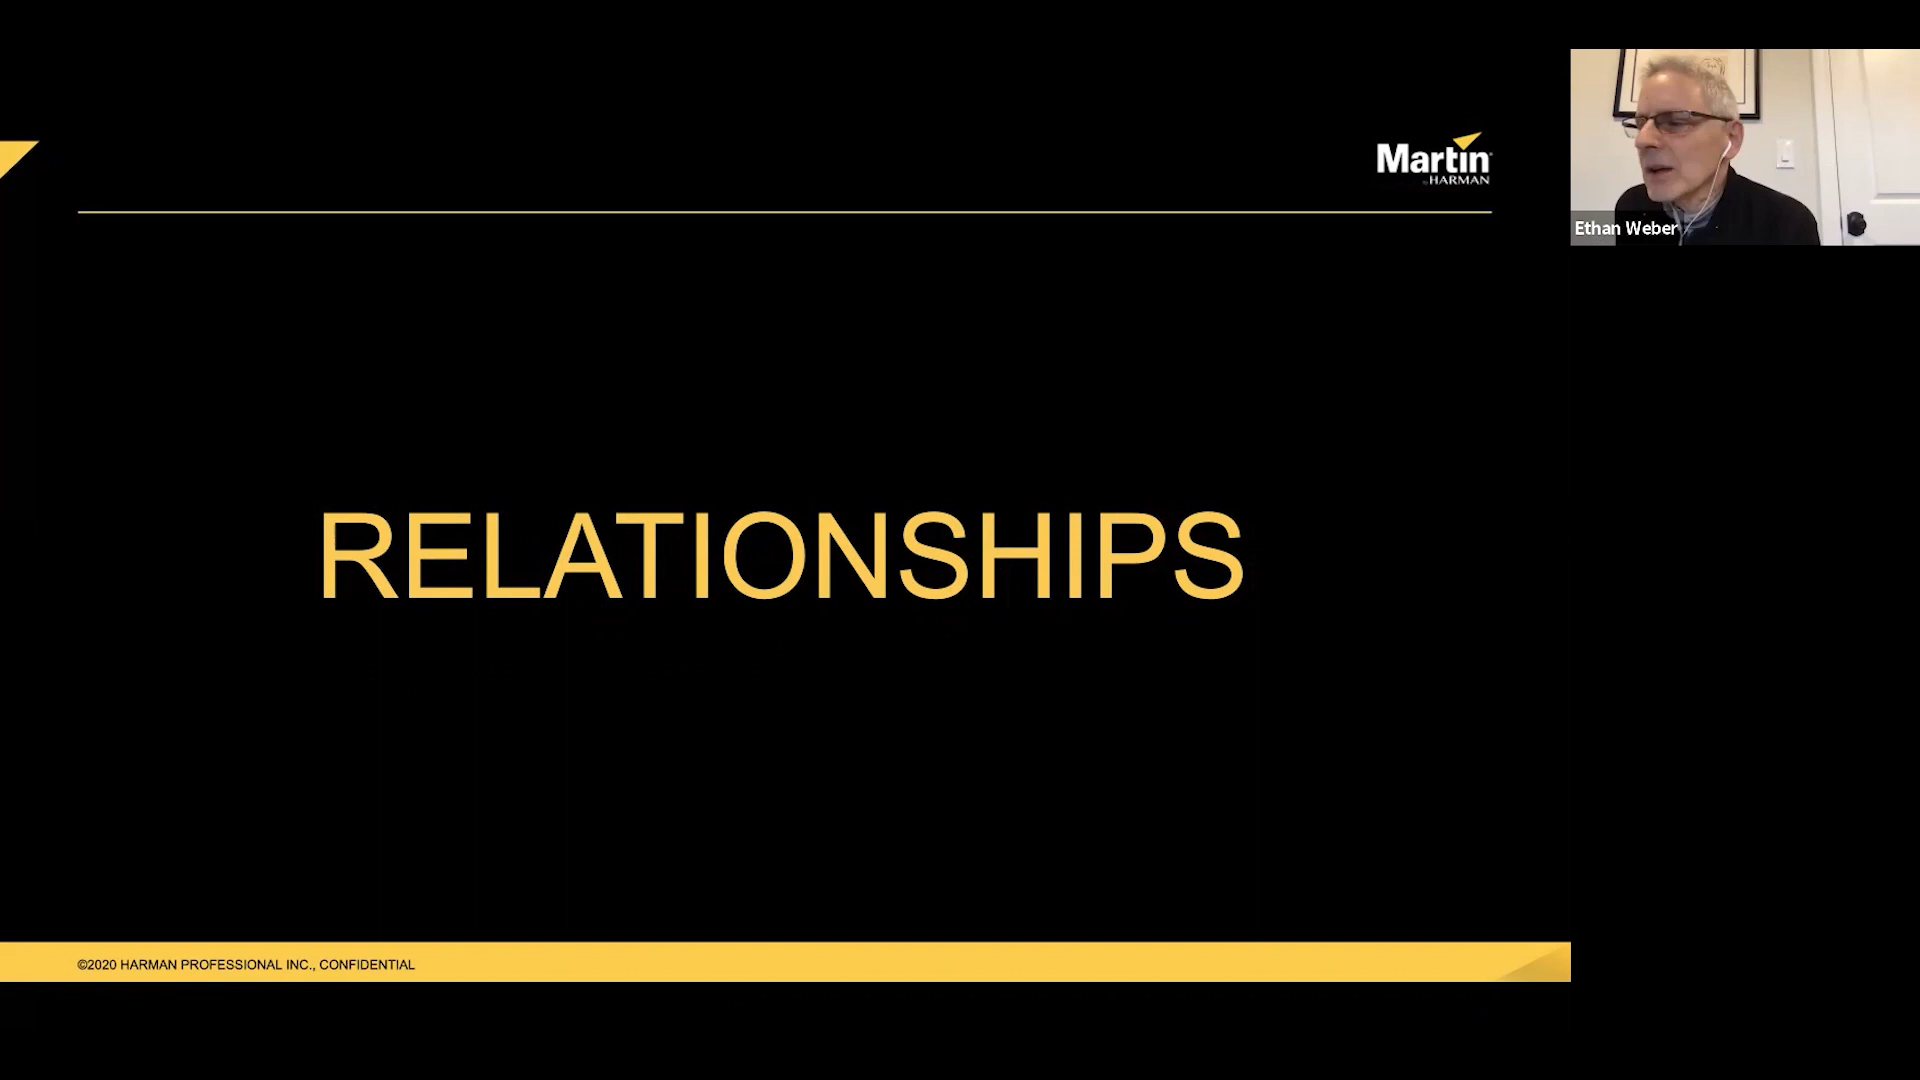 Martin
by HARMAN
Ethan Weber
RELATIONSHIPS
©2020 HARMAN PROFESSIONAL INC., CONFIDENTIAL